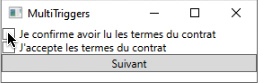 MultiTriggers
Je confirme avoir lu les termes du contrat
J'accepte les termes du contrat
Suivant